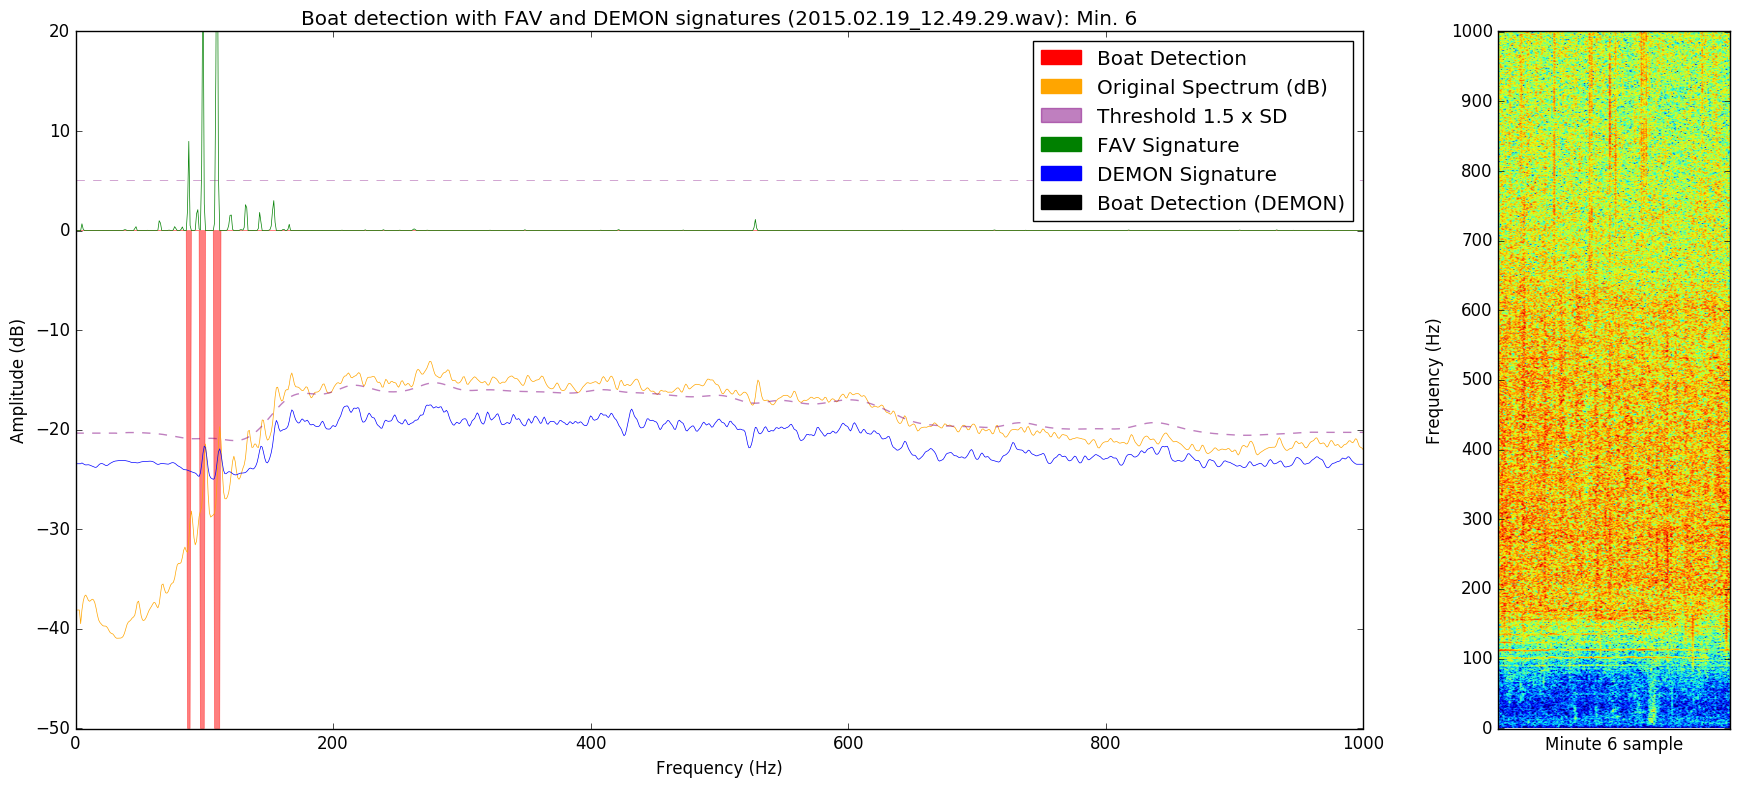 Boat detection with FAV and DEMON signatures (2015.02.19_12.49.29.wav): Min. 6
20
10
0
−10
−20
−30
−40
−50
Amplitude (dB)
0
200
400
600
800
1000
Frequency (Hz)
Boat Detection
Original Spectrum (dB)
Threshold 1.5 x SD
FAV Signature
DEMON Signature
Boat Detection (DEMON)
1000
900
800
700
600
500
400
300
200
100
0
Frequency (Hz)
Minute 6 sample